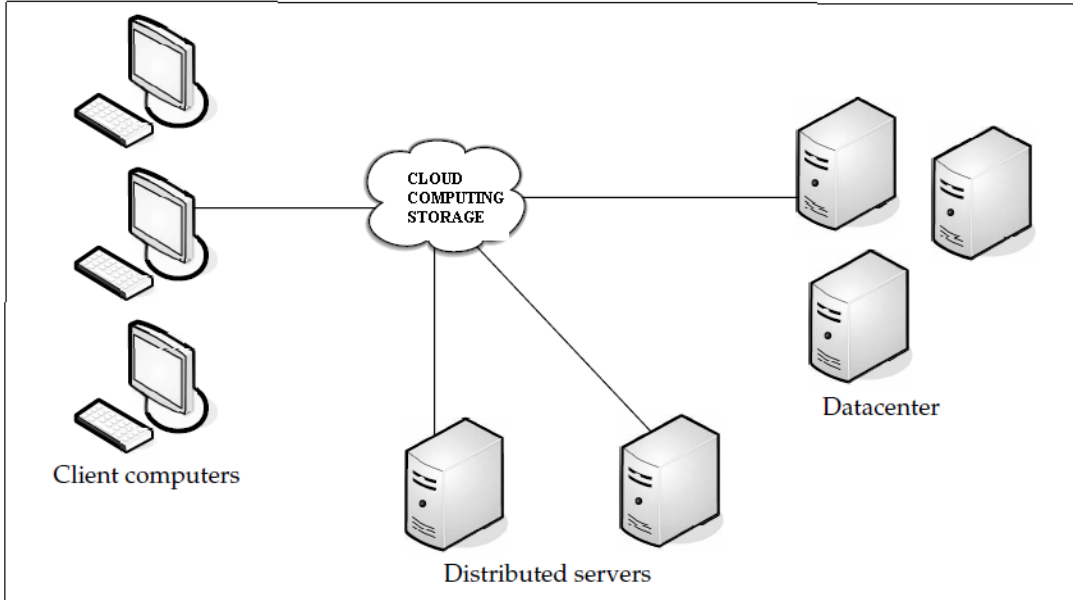 CLOUD
COMPUTING
STORAGE
Datacenter
Client computers
Distributed servers